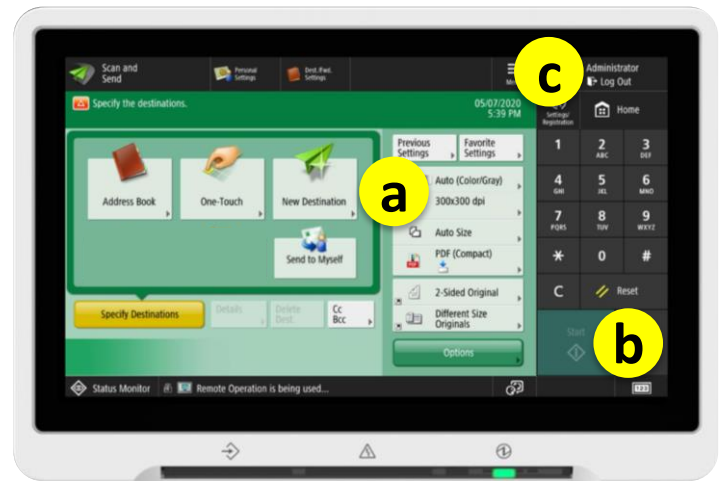 Scan and
Send
Personal
Settings
Dest. Fwd.
Settings
c
Administrator
Log Out
Specify the destinations.
05/07/2020
5:39 PM
Settings/
Registration
Home
Previous
Settings
Favorite
Settings
1
2
ABC
3
DEF
Address Book
One-Touch
New Destination
a
Auto (Color/Gray)
300x300 dpi
4
GHI
5
JKL
6
MNO
Auto Size
7
PQRS
8
TUV
9
WXYZ
Send to Myself
PDF (Compact)
* 0 #
2-Sided Original
C
Reset
Specify Destinations
Details
Delete
Dest.
Cc
Bcc
Different Size
Originals
Start
b
Options
Status Monitor
Remote Operation is being used...
123